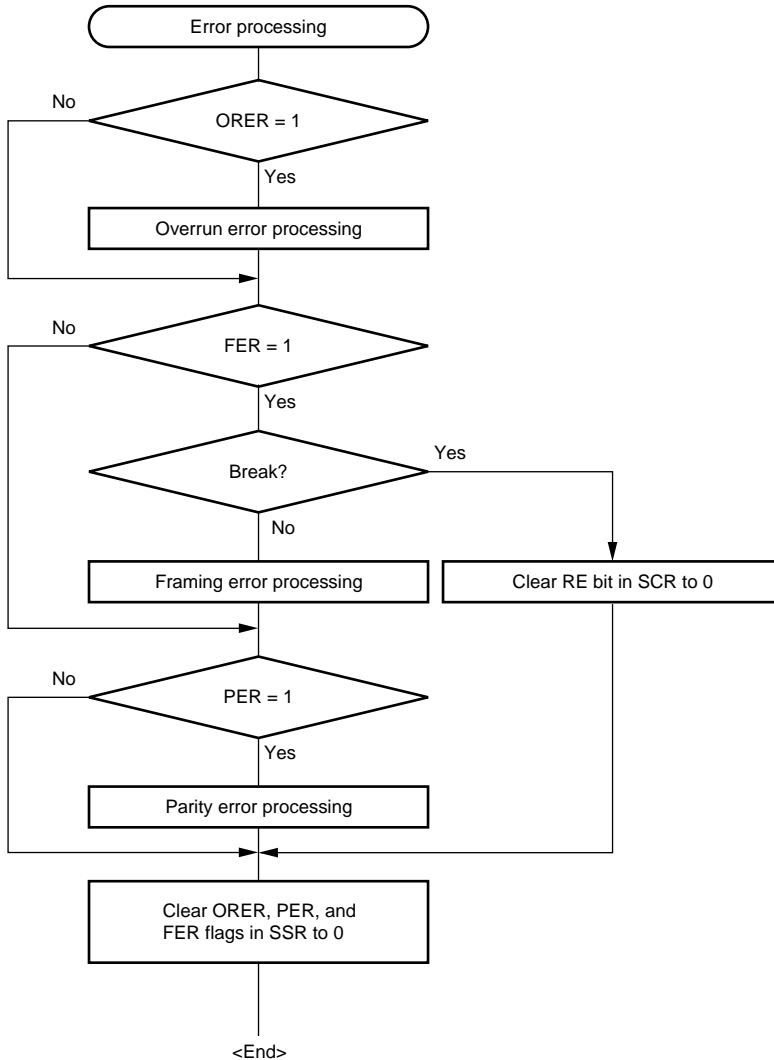 Error processing
No
ORER = 1
Yes
Overrun error processing
No
FER = 1
Yes
Break?
Yes
No
Framing error processing
Clear RE bit in SCR to 0
No
PER = 1
Yes
Parity error processing
Clear ORER, PER, and
FER flags in SSR to 0
<End>